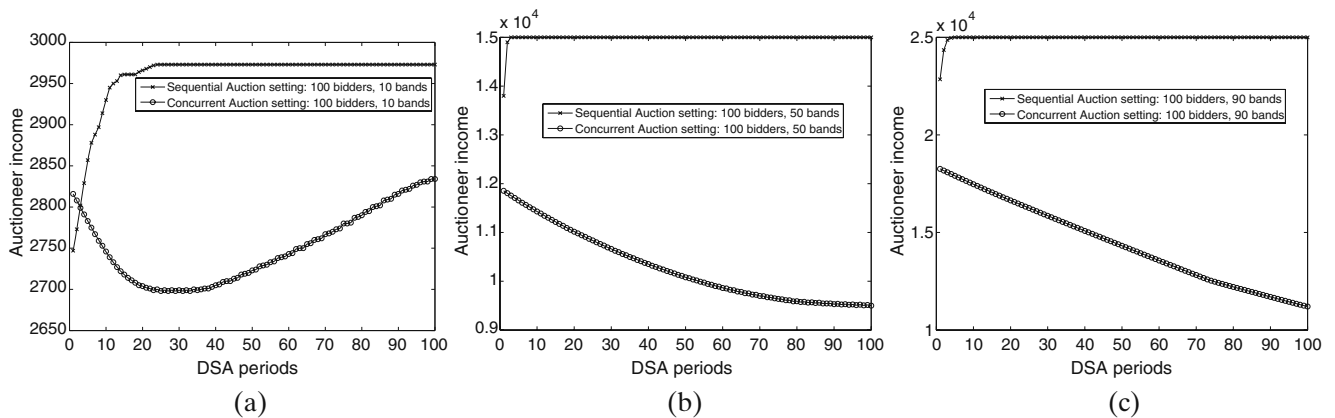 3000
2950
2900
2850
2800
2750
2700
2650
Auctioneer income
Sequential Auction setting: 100 bidders, 10 bands
Concurrent Auction setting: 100 bidders, 10 bands
0 10 20 30 40 50 60 70 80 90 100
DSA periods
(a)
x 10⁴
1.5
1.4
1.3
1.2
1.1
1
0.9
Auctioneer income
Sequential Auction setting: 100 bidders, 50 bands
Concurrent Auction setting: 100 bidders, 50 bands
0 10 20 30 40 50 60 70 80 90 100
DSA periods
(b)
x 10⁴
2.5
2
1.5
1
Auctioneer income
Sequential Auction setting: 100 bidders, 90 bands
Concurrent Auction setting: 100 bidders, 90 bands
0 10 20 30 40 50 60 70 80 90 100
DSA periods
(c)